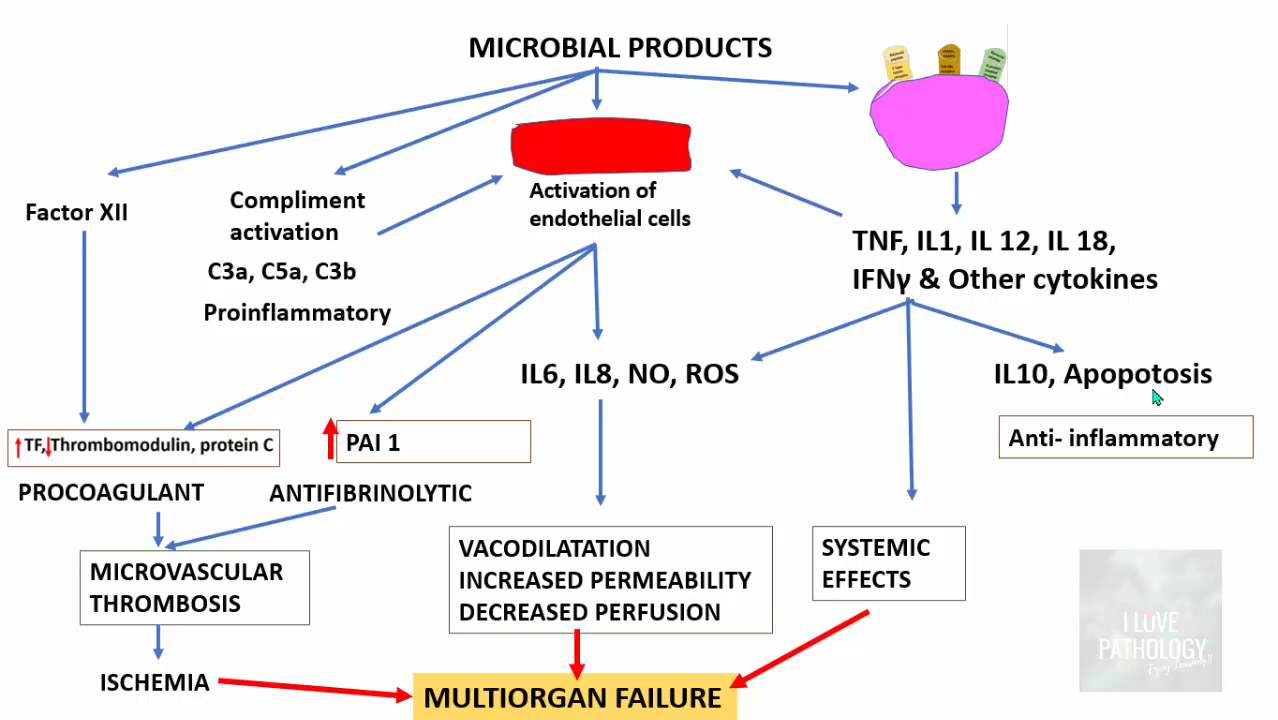 MICROBIAL PRODUCTS
Factor XII
Compliment
activation
C3a, C5a, C3b
Proinflammatory
Activation of
endothelial cells
TNF, IL1, IL 12, IL 18,
IFNγ & Other cytokines
IL6, IL8, NO, ROS
IL10, Apopotosis
Anti- inflammatory
TF, Thrombomodulin, protein C
PAI 1
PROCOAGULANT
ANTIFIBRINOLYTIC
MICROVASCULAR
THROMBOSIS
VACODILATATION
INCREASED PERMEABILITY
DECREASED PERFUSION
SYSTEMIC
EFFECTS
ISCHEMIA
MULTIORGAN FAILURE
I LOVE
PATHOLOGY